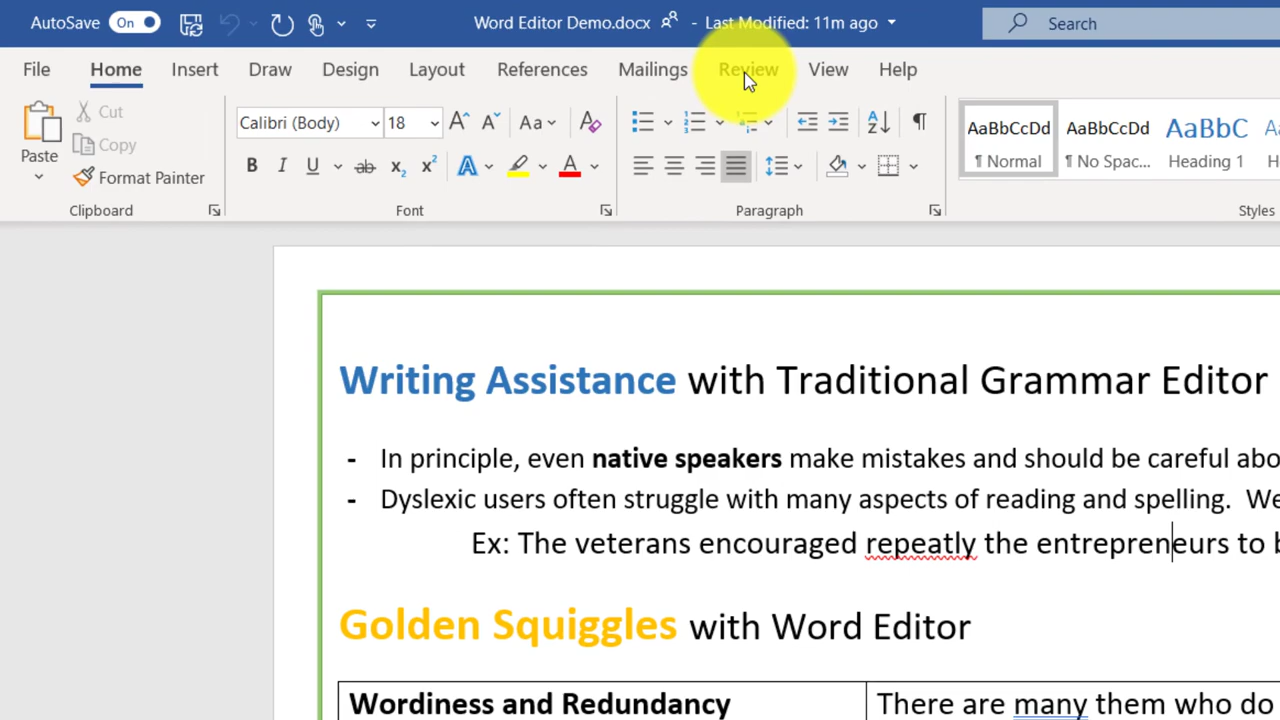 AutoSave On Word Editor Demo.docx - Last Modified: 11m ago Search
File Home Insert Draw Design Layout References Mailings Review View Help
Paste Cut Copy Format Painter
Clipboard
Calibri (Body) 18 Aa
B I U ab x₂ x² A A
Font
Paragraph
AaBbCcDd AaBbCcDd AaBbC
¶ Normal ¶ No Spac... Heading 1
Styles
Writing Assistance with Traditional Grammar Editor
- In principle, even native speakers make mistakes and should be careful abo
- Dyslexic users often struggle with many aspects of reading and spelling. We
Ex: The veterans encouraged repeatly the entrepreneurs to b
Golden Squiggles with Word Editor
Wordiness and Redundancy There are many them who do